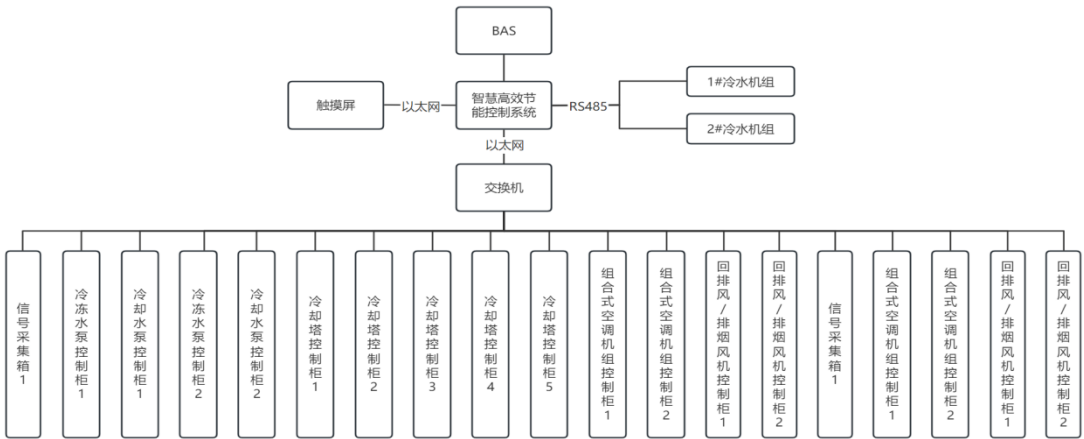 BAS
触摸屏
以太网
智慧高效节
能控制系统
RS485
1#冷水机组
2#冷水机组
以太网
交换机
信号采集箱1
冷冻水泵控制柜1
冷却水泵控制柜1
冷冻水泵控制柜2
冷却水泵控制柜2
冷却塔控制柜1
冷却塔控制柜2
冷却塔控制柜3
冷却塔控制柜4
冷却塔控制柜5
组合式空调机组控制柜1
组合式空调机组控制柜2
回排风/排烟风机控制柜1
回排风/排烟风机控制柜2
信号采集箱1
组合式空调机组控制柜1
组合式空调机组控制柜2
回排风/排烟风机控制柜1
回排风/排烟风机控制柜2